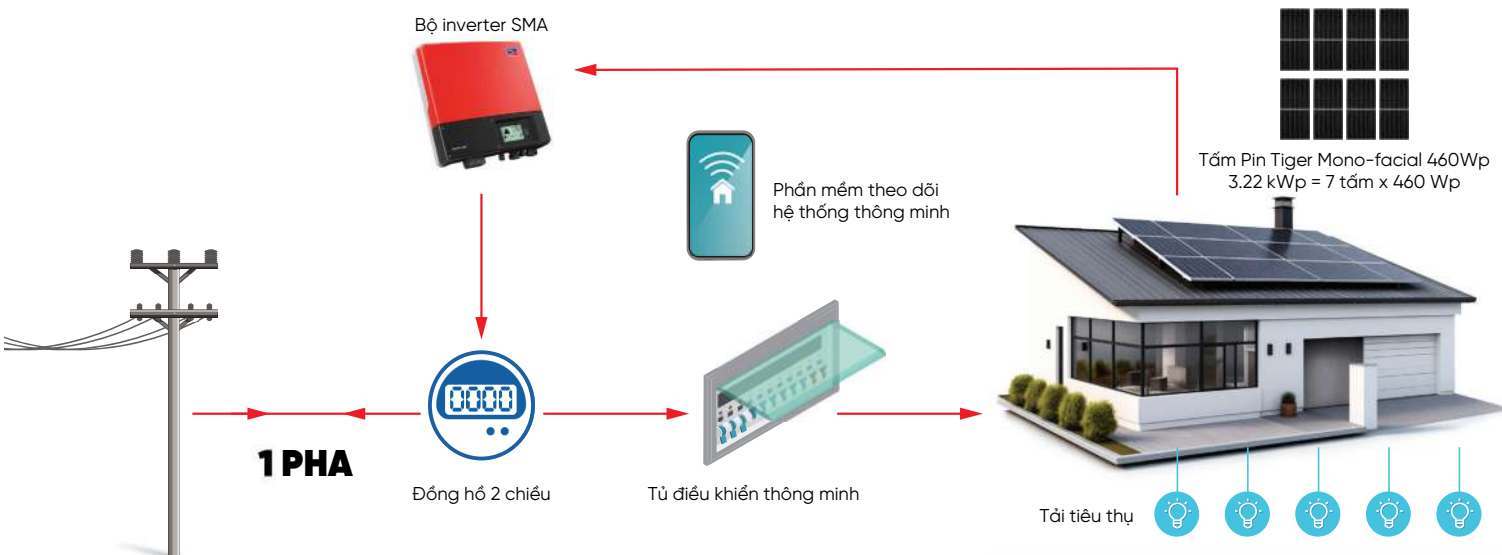 Bộ inverter SMA
Tấm Pin Tiger Mono-facial 460Wp
3.22 kWp = 7 tấm x 460 Wp
Phần mềm theo dõi
hệ thống thông minh
0000
1 PHA
Đồng hồ 2 chiều
Tủ điều khiển thông minh
Tải tiêu thụ